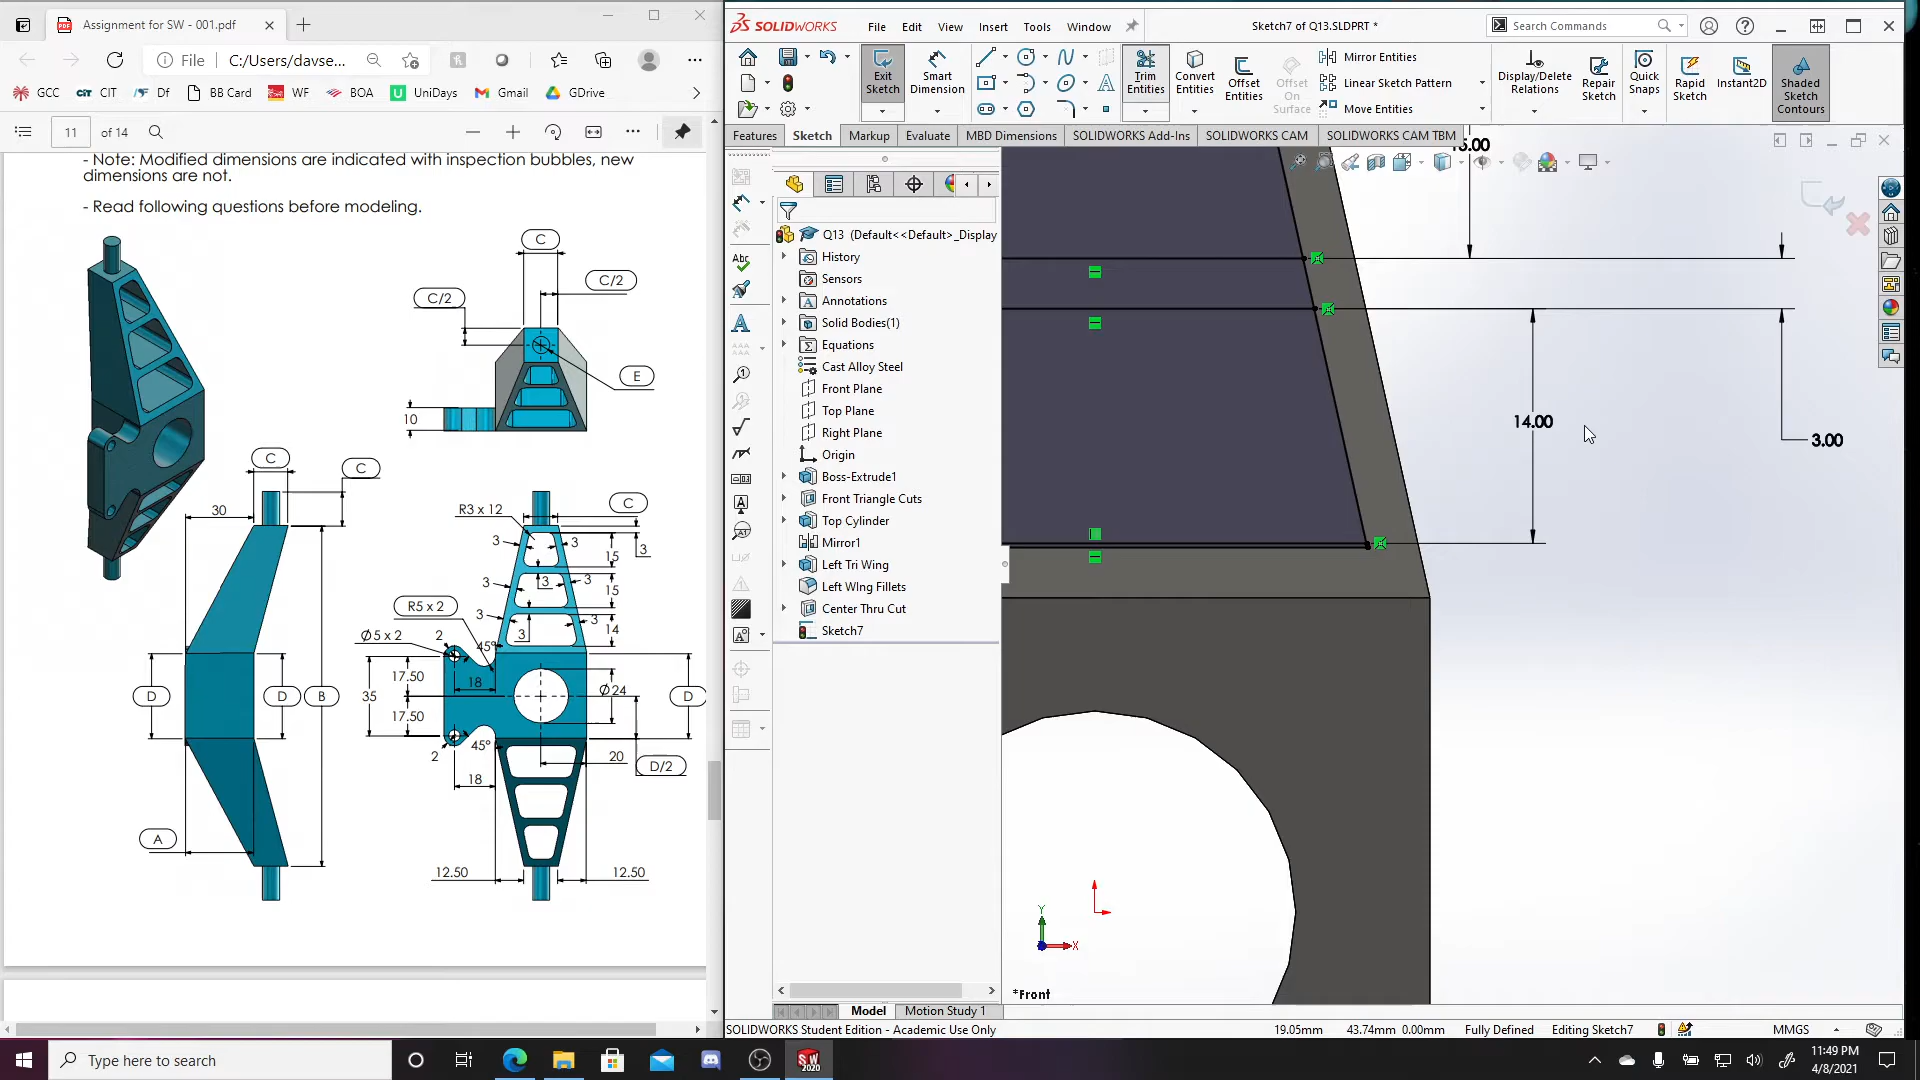 Assignment for SW - 001.pdf
File
C:/Users/davse...
GCC
CIT
Df
BB Card
WF
BOA
UniDays
Gmail
GDrive
11
of 14
- Note: Modified dimensions are indicated with inspection bubbles, new
dimensions are not.
- Read following questions before modeling.
C
C/2
C/2
E
10
C
C
30
D
D
B
A
R3 x 12
C
3
3
3
15
3
3
3
15
3
3
3
14
R5 x 2
Ø5 x 2
2
45°
17.50
18
35
17.50
Ø24
D
45°
2
20
D/2
18
12.50
12.50
SOLIDWORKS
File
Edit
View
Insert
Tools
Window
Sketch7 of Q13.SLDPRT *
Search Commands
Exit
Sketch
Smart
Dimension
Trim
Entities
Convert
Entities
Offset
Entities
Offset
On
Surface
Mirror Entities
Linear Sketch Pattern
Move Entities
Display/Delete
Relations
Repair
Sketch
Quick
Snaps
Rapid
Sketch
Instant2D
Shaded
Sketch
Contours
Features
Sketch
Markup
Evaluate
MBD Dimensions
SOLIDWORKS Add-Ins
SOLIDWORKS CAM
SOLIDWORKS CAM TBM
Q13 (Default<<Default>_Display
History
Sensors
Annotations
Solid Bodies(1)
Equations
Cast Alloy Steel
Front Plane
Top Plane
Right Plane
Origin
Boss-Extrude1
Front Triangle Cuts
Top Cylinder
Mirror1
Left Tri Wing
Left WIng Fillets
Center Thru Cut
Sketch7
14.00
3.00
Y
X
*Front
Model
Motion Study 1
SOLIDWORKS Student Edition - Academic Use Only
19.05mm
43.74mm
0.00mm
Fully Defined
Editing Sketch7
MMGS
Type here to search
11:49 PM
4/8/2021